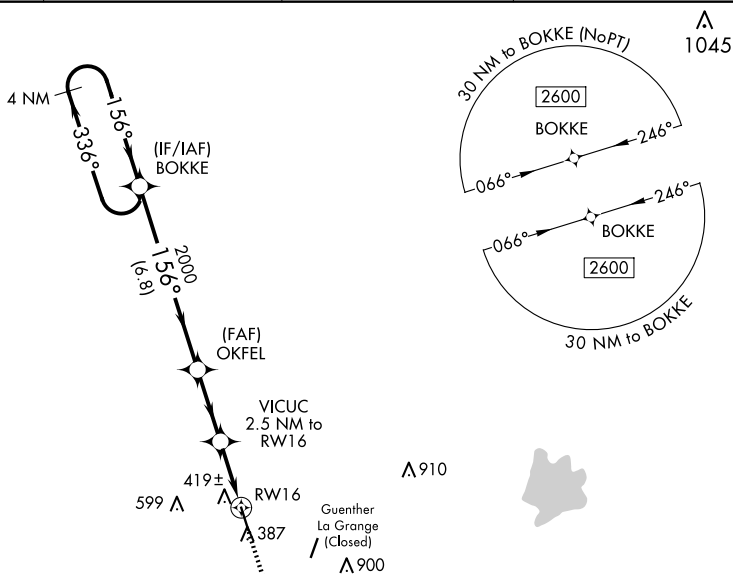 1045
30 NM to BOKKE (NoPT)
2600
BOKKE
066°
246°
4 NM
156°
336°
(IF/IAF)
BOKKE
246°
066°
BOKKE
2600
30 NM to BOKKE
2000
156°
(6.8)
(FAF)
OKFEL
VICUC
2.5 NM to
RW16
910
419±
RW16
599
387
Guenther
La Grange
(Closed)
900